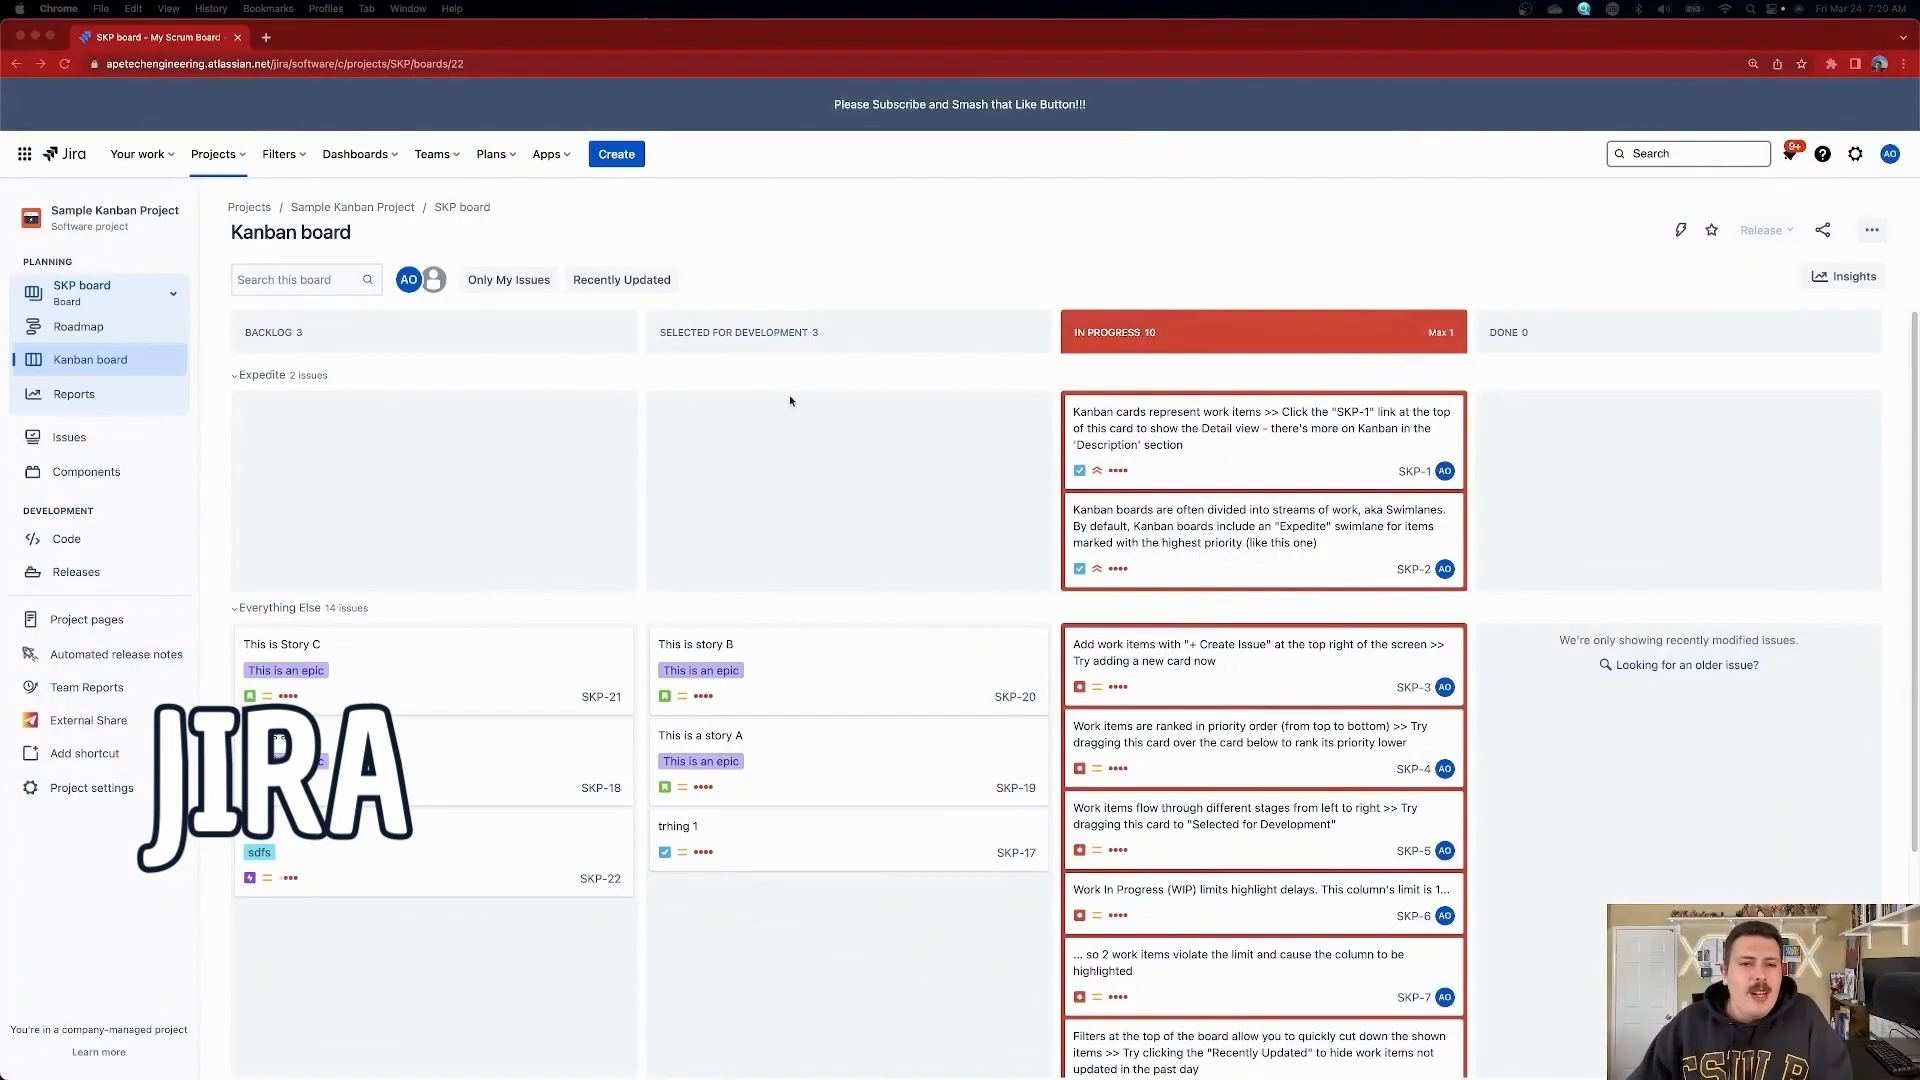 Chrome File Edit View History Bookmarks Profiles Tab Window Help Fri Mar 24 7:20 AM
SKP board - My Scrum Board
apetechengineering.atlassian.net/jira/software/c/projects/SKP/boards/22
Please Subscribe and Smash that Like Button!!!
Jira Your work Projects Filters Dashboards Teams Plans Apps Create Search 9+ AO
Sample Kanban Project
Software project
PLANNING
SKP board
Board
Roadmap
Kanban board
Reports
Issues
Components
DEVELOPMENT
Code
Releases
Project pages
Automated release notes
Team Reports
External Share
Add shortcut
Project settings
You're in a company-managed project
Learn more
Projects / Sample Kanban Project / SKP board
Kanban board
Release
Search this board AO Only My Issues Recently Updated
Insights
BACKLOG 3 SELECTED FOR DEVELOPMENT 3 IN PROGRESS 10 Max 1 DONE 0
Expedite 2 issues
Kanban cards represent work items >> Click the "SKP-1" link at the top
of this card to show the Detail view - there's more on Kanban in the
'Description' section
SKP-1 AO
Kanban boards are often divided into streams of work, aka Swimlanes.
By default, Kanban boards include an "Expedite" swimlane for items
marked with the highest priority (like this one)
SKP-2 AO
Everything Else 14 issues
This is Story C
This is an epic
SKP-21
SKP-18
sdfs
SKP-22
JIRA
This is story B
This is an epic
SKP-20
This is a story A
This is an epic
SKP-19
trhing 1
SKP-17
Add work items with "+ Create Issue" at the top right of the screen >>
Try adding a new card now
SKP-3 AO
Work items are ranked in priority order (from top to bottom) >> Try
dragging this card over the card below to rank its priority lower
SKP-4 AO
Work items flow through different stages from left to right >> Try
dragging this card to "Selected for Development"
SKP-5 AO
Work In Progress (WIP) limits highlight delays. This column's limit is 1...
SKP-6 AO
... so 2 work items violate the limit and cause the column to be
highlighted
SKP-7 AO
Filters at the top of the board allow you to quickly cut down the shown
items >> Try clicking the "Recently Updated" to hide work items not
updated in the past day
We're only showing recently modified issues.
Looking for an older issue?